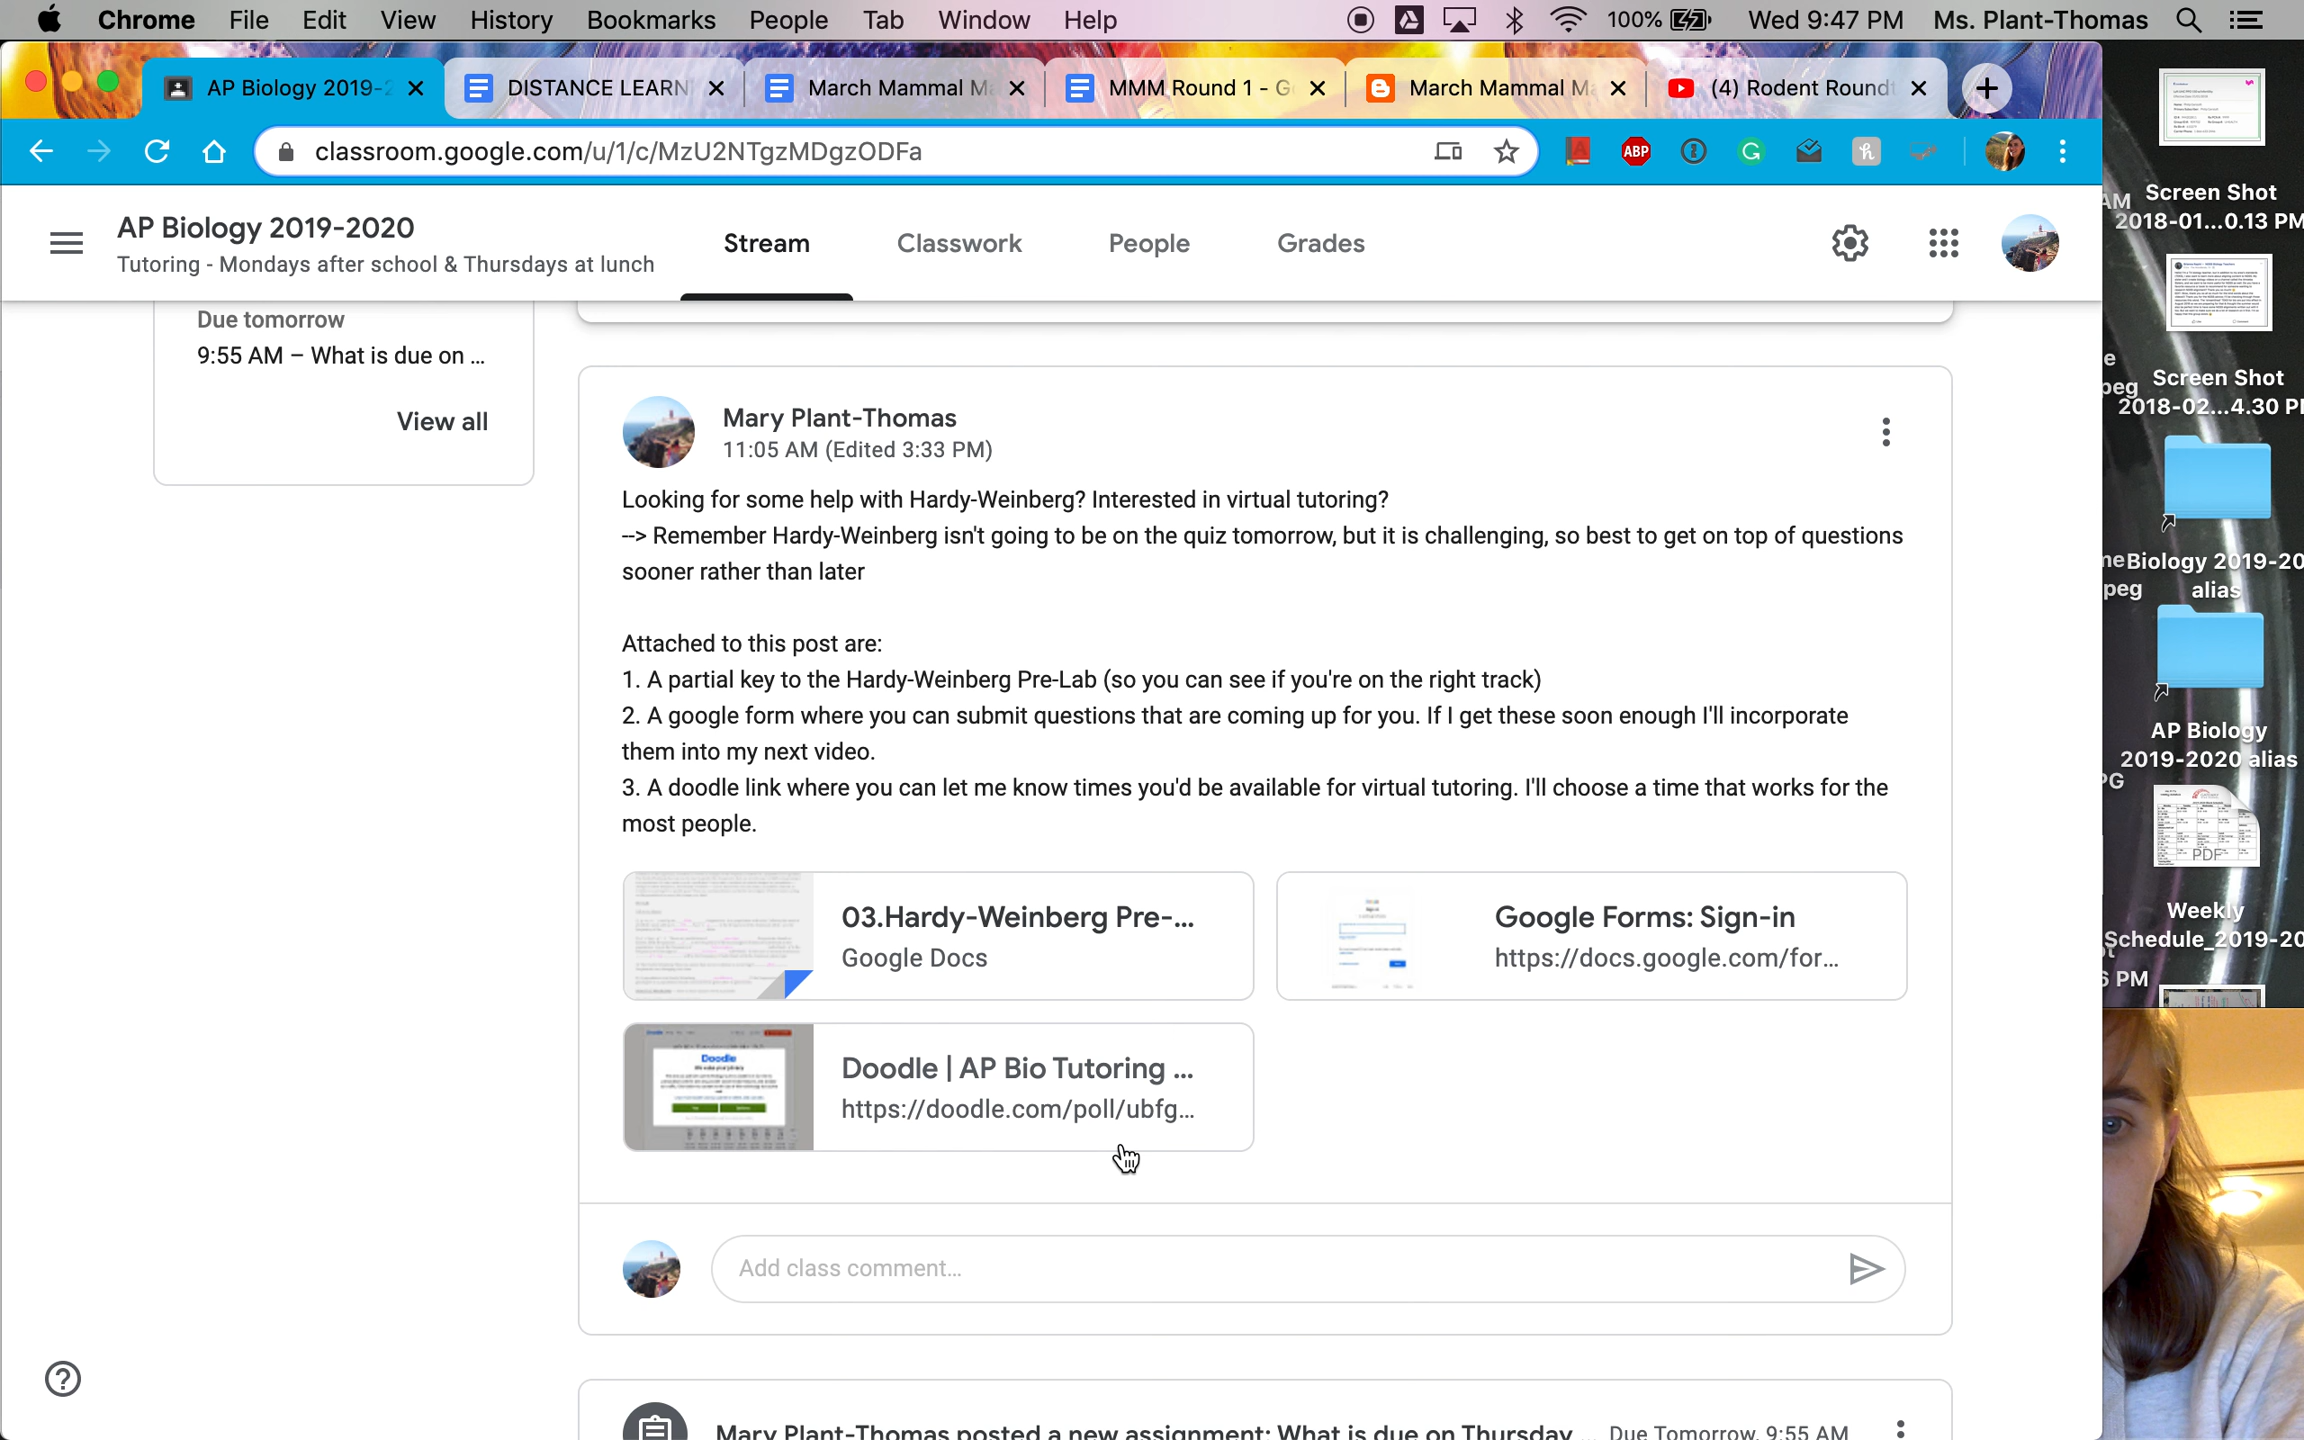 Chrome File Edit View History Bookmarks People Tab Window Help 100% Wed 9:47 PM Ms. Plant-Thomas
AP Biology 2019-2 DISTANCE LEARN March Mammal Ma MMM Round 1 - G March Mammal Ma (4) Rodent Roundt
classroom.google.com/u/1/c/MzU2NTgzMDgzODFa
ABP
AP Biology 2019-2020
Tutoring - Mondays after school & Thursdays at lunch
Stream Classwork People Grades
Due tomorrow
9:55 AM – What is due on ...
View all
Mary Plant-Thomas
11:05 AM (Edited 3:33 PM)
Looking for some help with Hardy-Weinberg? Interested in virtual tutoring?
--> Remember Hardy-Weinberg isn't going to be on the quiz tomorrow, but it is challenging, so best to get on top of questions
sooner rather than later
Attached to this post are:
1. A partial key to the Hardy-Weinberg Pre-Lab (so you can see if you're on the right track)
2. A google form where you can submit questions that are coming up for you. If I get these soon enough I'll incorporate
them into my next video.
3. A doodle link where you can let me know times you'd be available for virtual tutoring. I'll choose a time that works for the
most people.
03.Hardy-Weinberg Pre-...
Google Docs
Google Forms: Sign-in
https://docs.google.com/for...
Doodle
Doodle | AP Bio Tutoring ...
https://doodle.com/poll/ubfg...
Add class comment...
Mary Plant-Thomas posted a new assignment: What is due on Thursday ... Due Tomorrow, 9:55 AM
AM
Screen Shot
2018-01...0.13 PM
e
peg
Screen Shot
2018-02...4.30 PM
me
peg
Biology 2019-20
alias
AP Biology
2019-2020 alias
PG
PDF
Weekly
Schedule_2019-20
6 PM